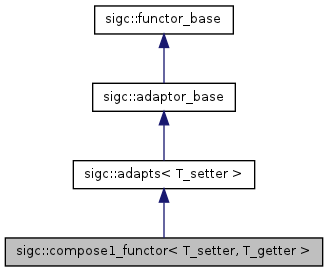 sigc::functor_base
sigc::adaptor_base
sigc::adapts< T_setter >
sigc::compose1_functor< T_setter, T_getter >